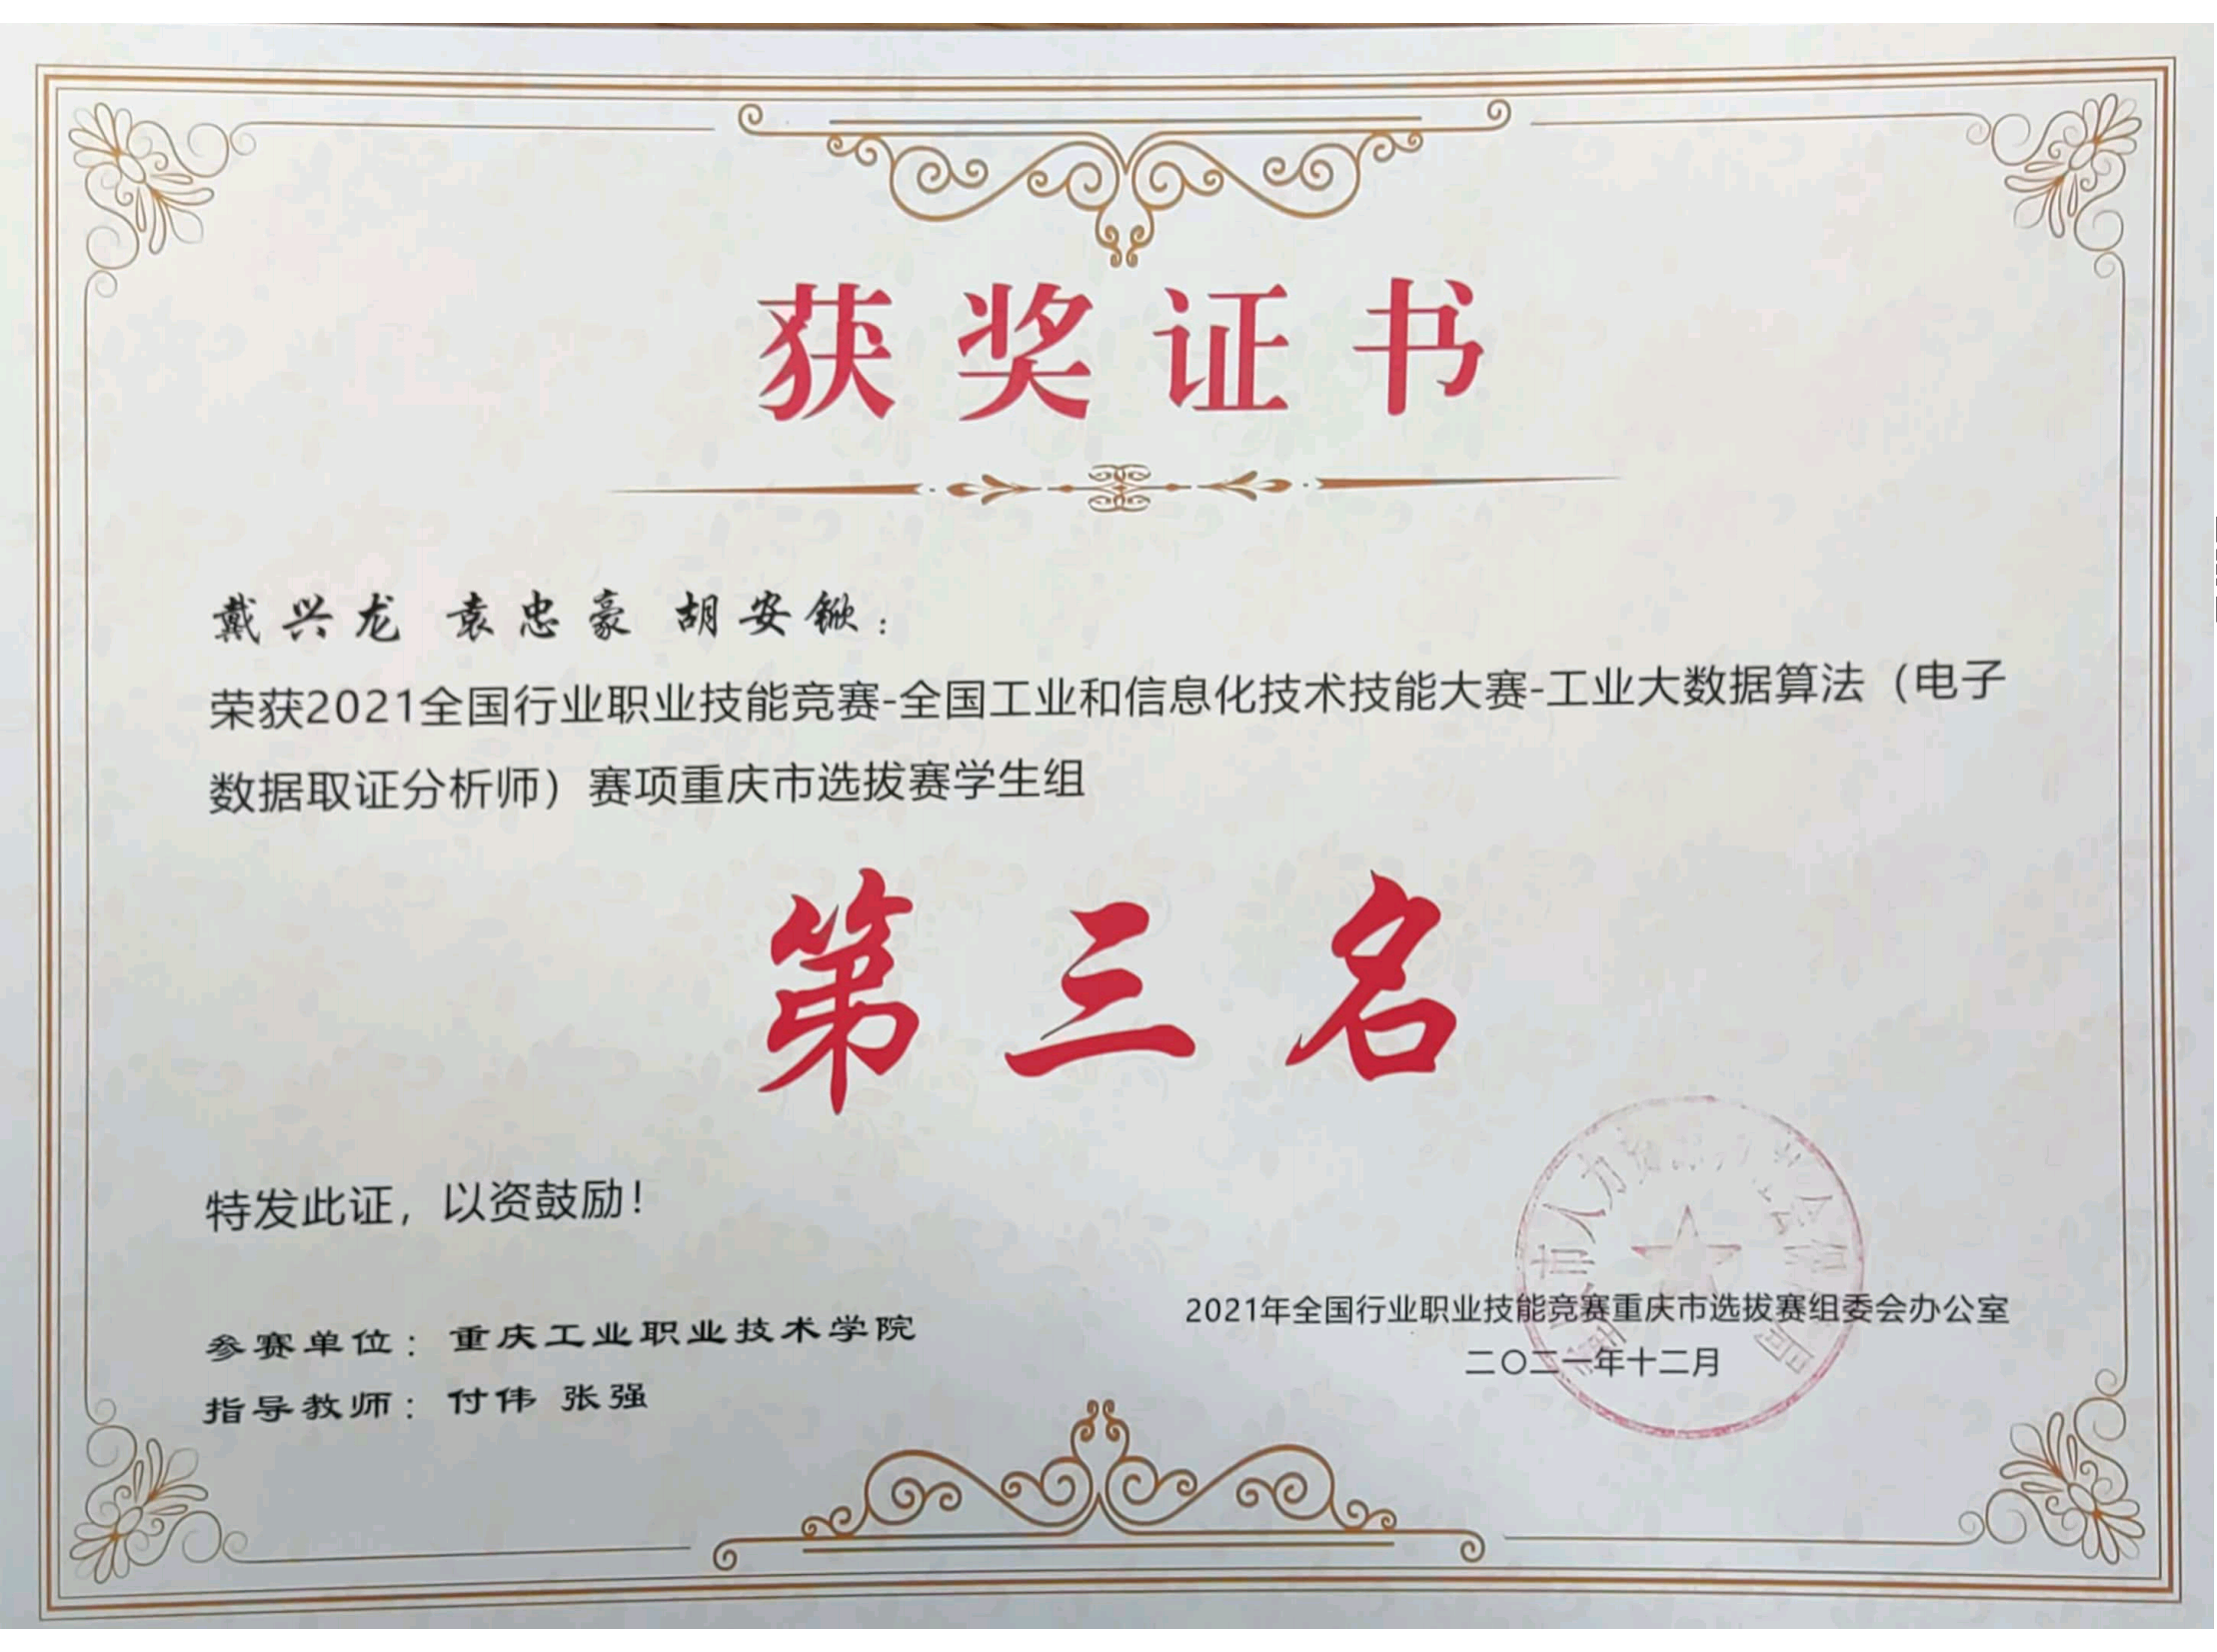 获奖证书
戴兴龙 袁忠豪 胡安锨：
荣获2021全国行业职业技能竞赛-全国工业和信息化技术技能大赛-工业大数据算法（电子
数据取证分析师）赛项重庆市选拔赛学生组
第三名
特发此证，以资鼓励！
参赛单位：重庆工业职业技术学院
指导教师：付伟 张强
2021年全国行业职业技能竞赛重庆市选拔赛组委会办公室
二〇二一年十二月